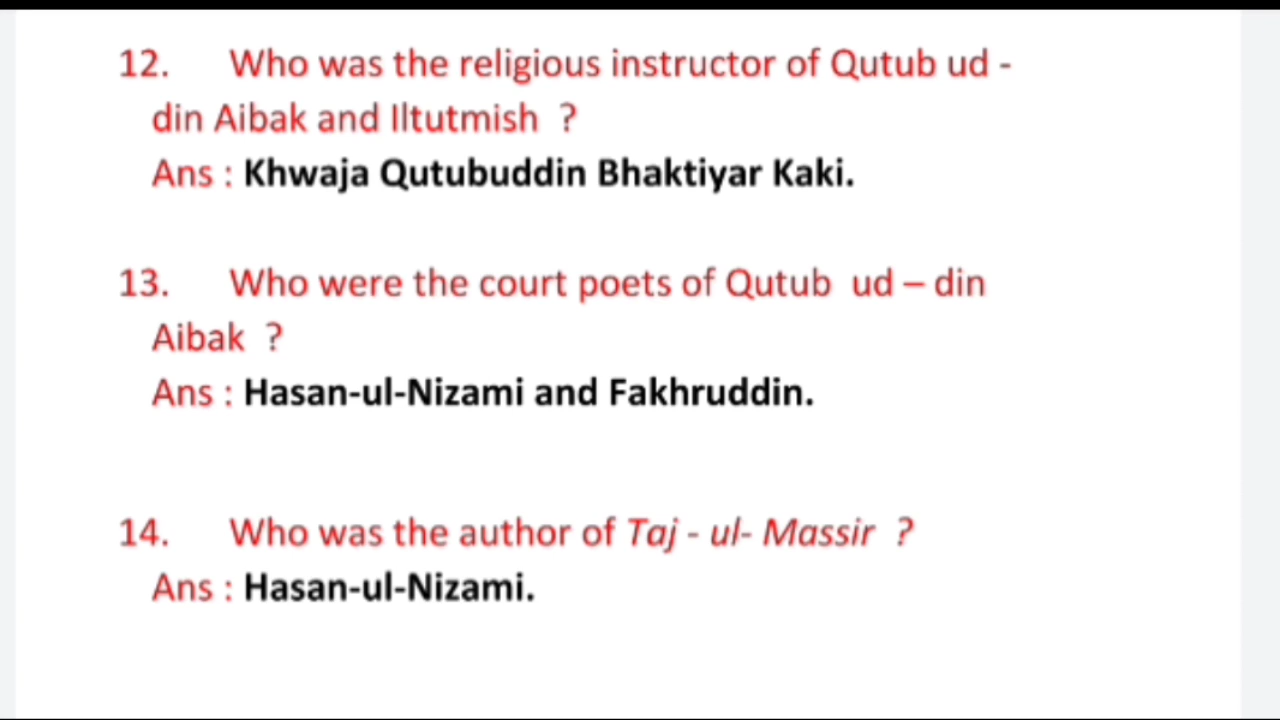 12. Who was the religious instructor of Qutub ud -
din Aibak and Iltutmish ?
Ans : Khwaja Qutubuddin Bhaktiyar Kaki.
13. Who were the court poets of Qutub ud – din
Aibak ?
Ans : Hasan-ul-Nizami and Fakhruddin.
14. Who was the author of Taj - ul- Massir ?
Ans : Hasan-ul-Nizami.